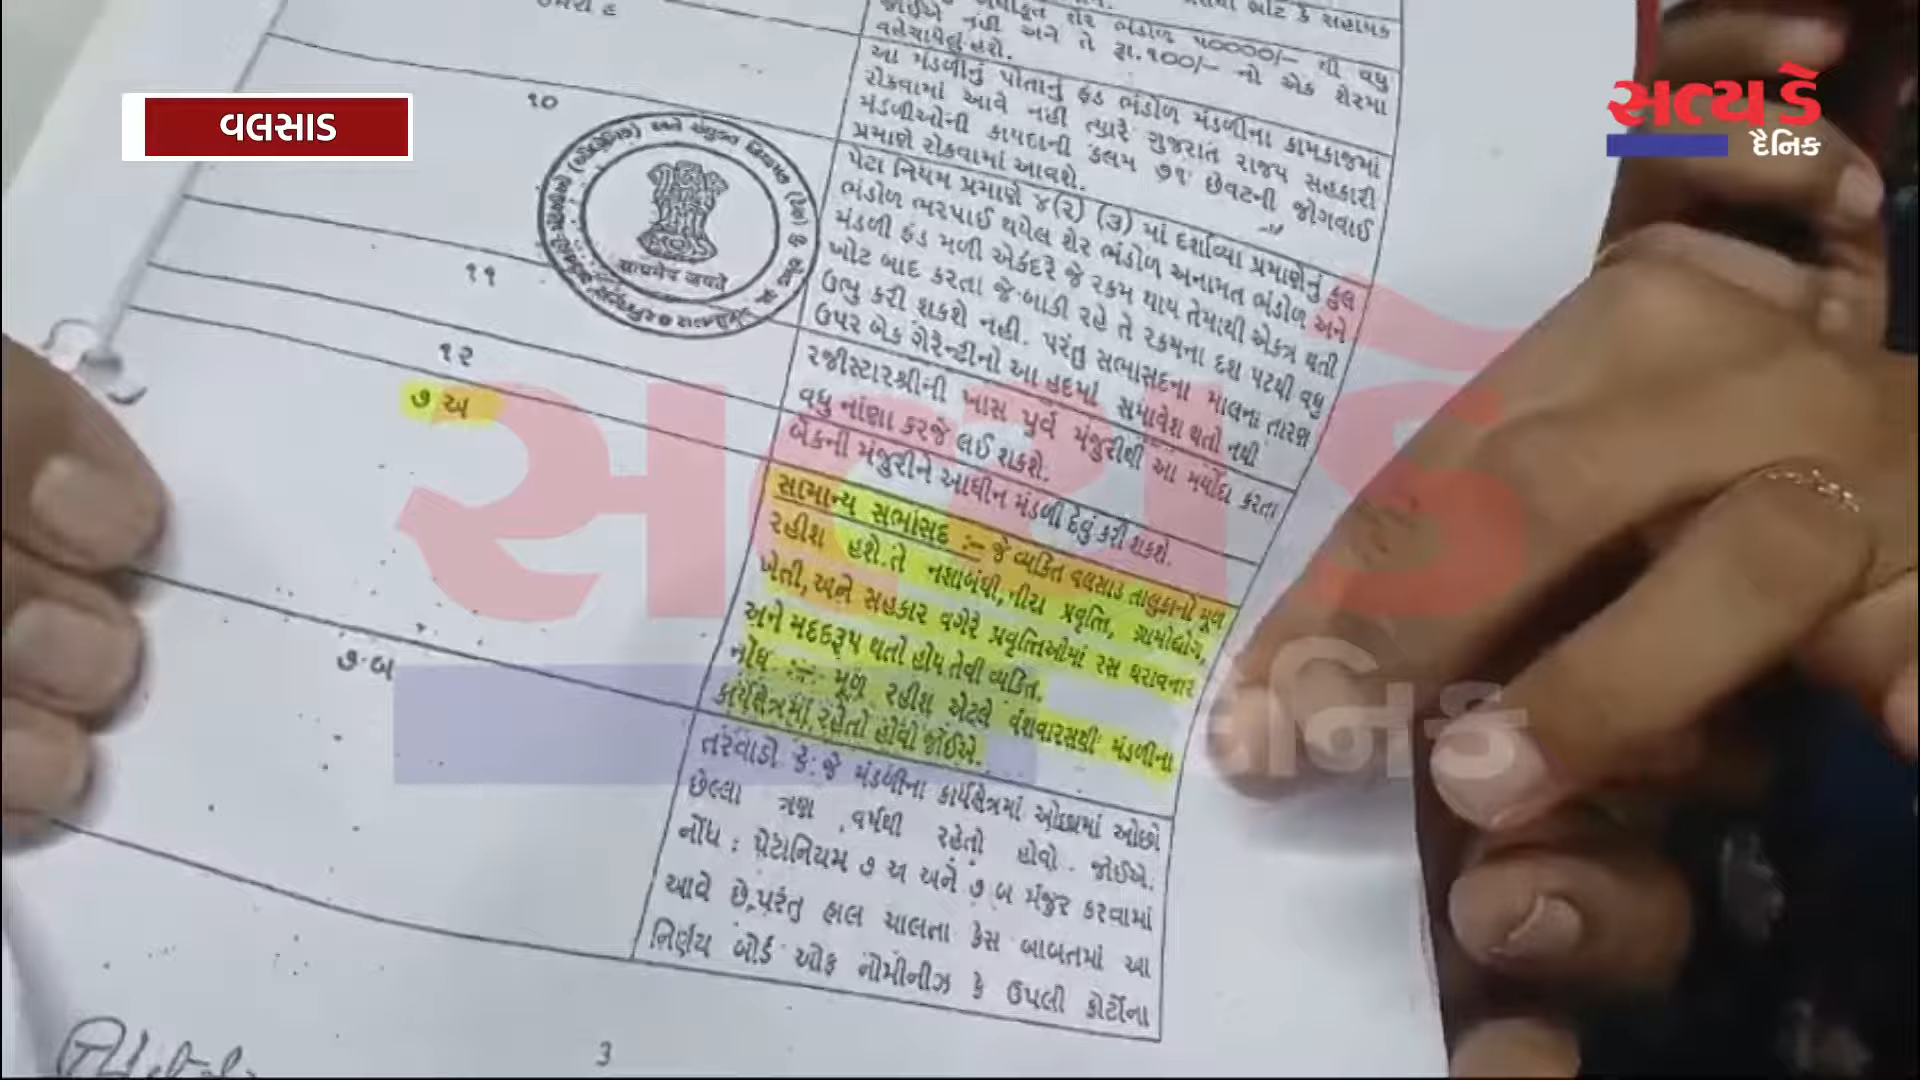 વલસાડ
સત્ય ડે
દૈનિક
ભંડોળ ૫૦૦૦૦/- થી વધુ
જોઈએ નહી અને તે રૂા.૧૦૦/- નો એક શેરમા
વહેચાયેલું હશે.
૧૦
આ મંડળીનું પોતાનુ ફંડ ભંડોળ મંડળીના કામકાજમાં
રોકવામાં આવે નહી ત્યારે ગુજરાત રાજય સહકારી
મંડળીઓની કાયદાની કલમ ૭૧ છેવટની જોગવાઈ
પ્રમાણે રોકવામાં આવશે.
૧૧
પેટા નિયમ પ્રમાણે ૪(૨) (૩) માં દર્શાવ્યા પ્રમાણેનું કુલ
ભંડોળ ભરપાઈ થયેલ શેર ભંડોળ અનામત ભંડોળ અને
મંડળી ફંડ મળી એકંદરે જે રકમ થાય તેમાથી એકત્ર થતી
ખોટ બાદ કરતા જે બાકી રહે તે રકમના દશ પટથી વધુ
ઉભુ કરી શકશે નહી. પરંતુ સભાસદના માલના તારણ
ઉપર બેંક ગેરેન્ટીનો આ હદમાં સમાવેશ થતો નથી
રજીસ્ટારશ્રીની ખાસ પુર્વ મંજુરીથી આ મર્યાદા કરતા
વધુ નાંણા કરજે લઈ શકશે.
૧૨
બેંકની મંજુરીને આધીન મંડળી દેવું કરી શકશે.
૭ અ
સામાન્ય સભાસદ :- જે વ્યકિત વલસાડ તાલુકાનો મૂળ
રહીશ હશે.તે નશાબંધી,નીરા પ્રવૃત્તિ, ગ્રામોદ્યોગ,
ખેતી,અને સહકાર વગેરે પ્રવૃત્તિઓમાં રસ ધરાવનાર
અને મદદરૂપ થતો હોય તેવી વ્યકિત.
નોંધ :- મૂળ રહીશ એટલે વંશવારસથી મંડળીના
કાર્યક્ષેત્રમાં રહેતો હોવો જોઈએ.
૭-બ
તરવાડો કે જે મંડળીના કાર્યક્ષેત્રમાં ઓછામાં ઓછો
છેલ્લા ત્રણ વર્ષથી રહેતો હોવો જોઈએ.
નોંધ : પેટાનિયમ ૭ અ અને ૭ બ મંજુર કરવામાં
આવે છે,પરંતુ હાલ ચાલતા કેસ બાબતમાં આ
નિર્ણય બોર્ડ ઓફ નોમીનીઝ કે ઉપલી કોર્ટોના
3